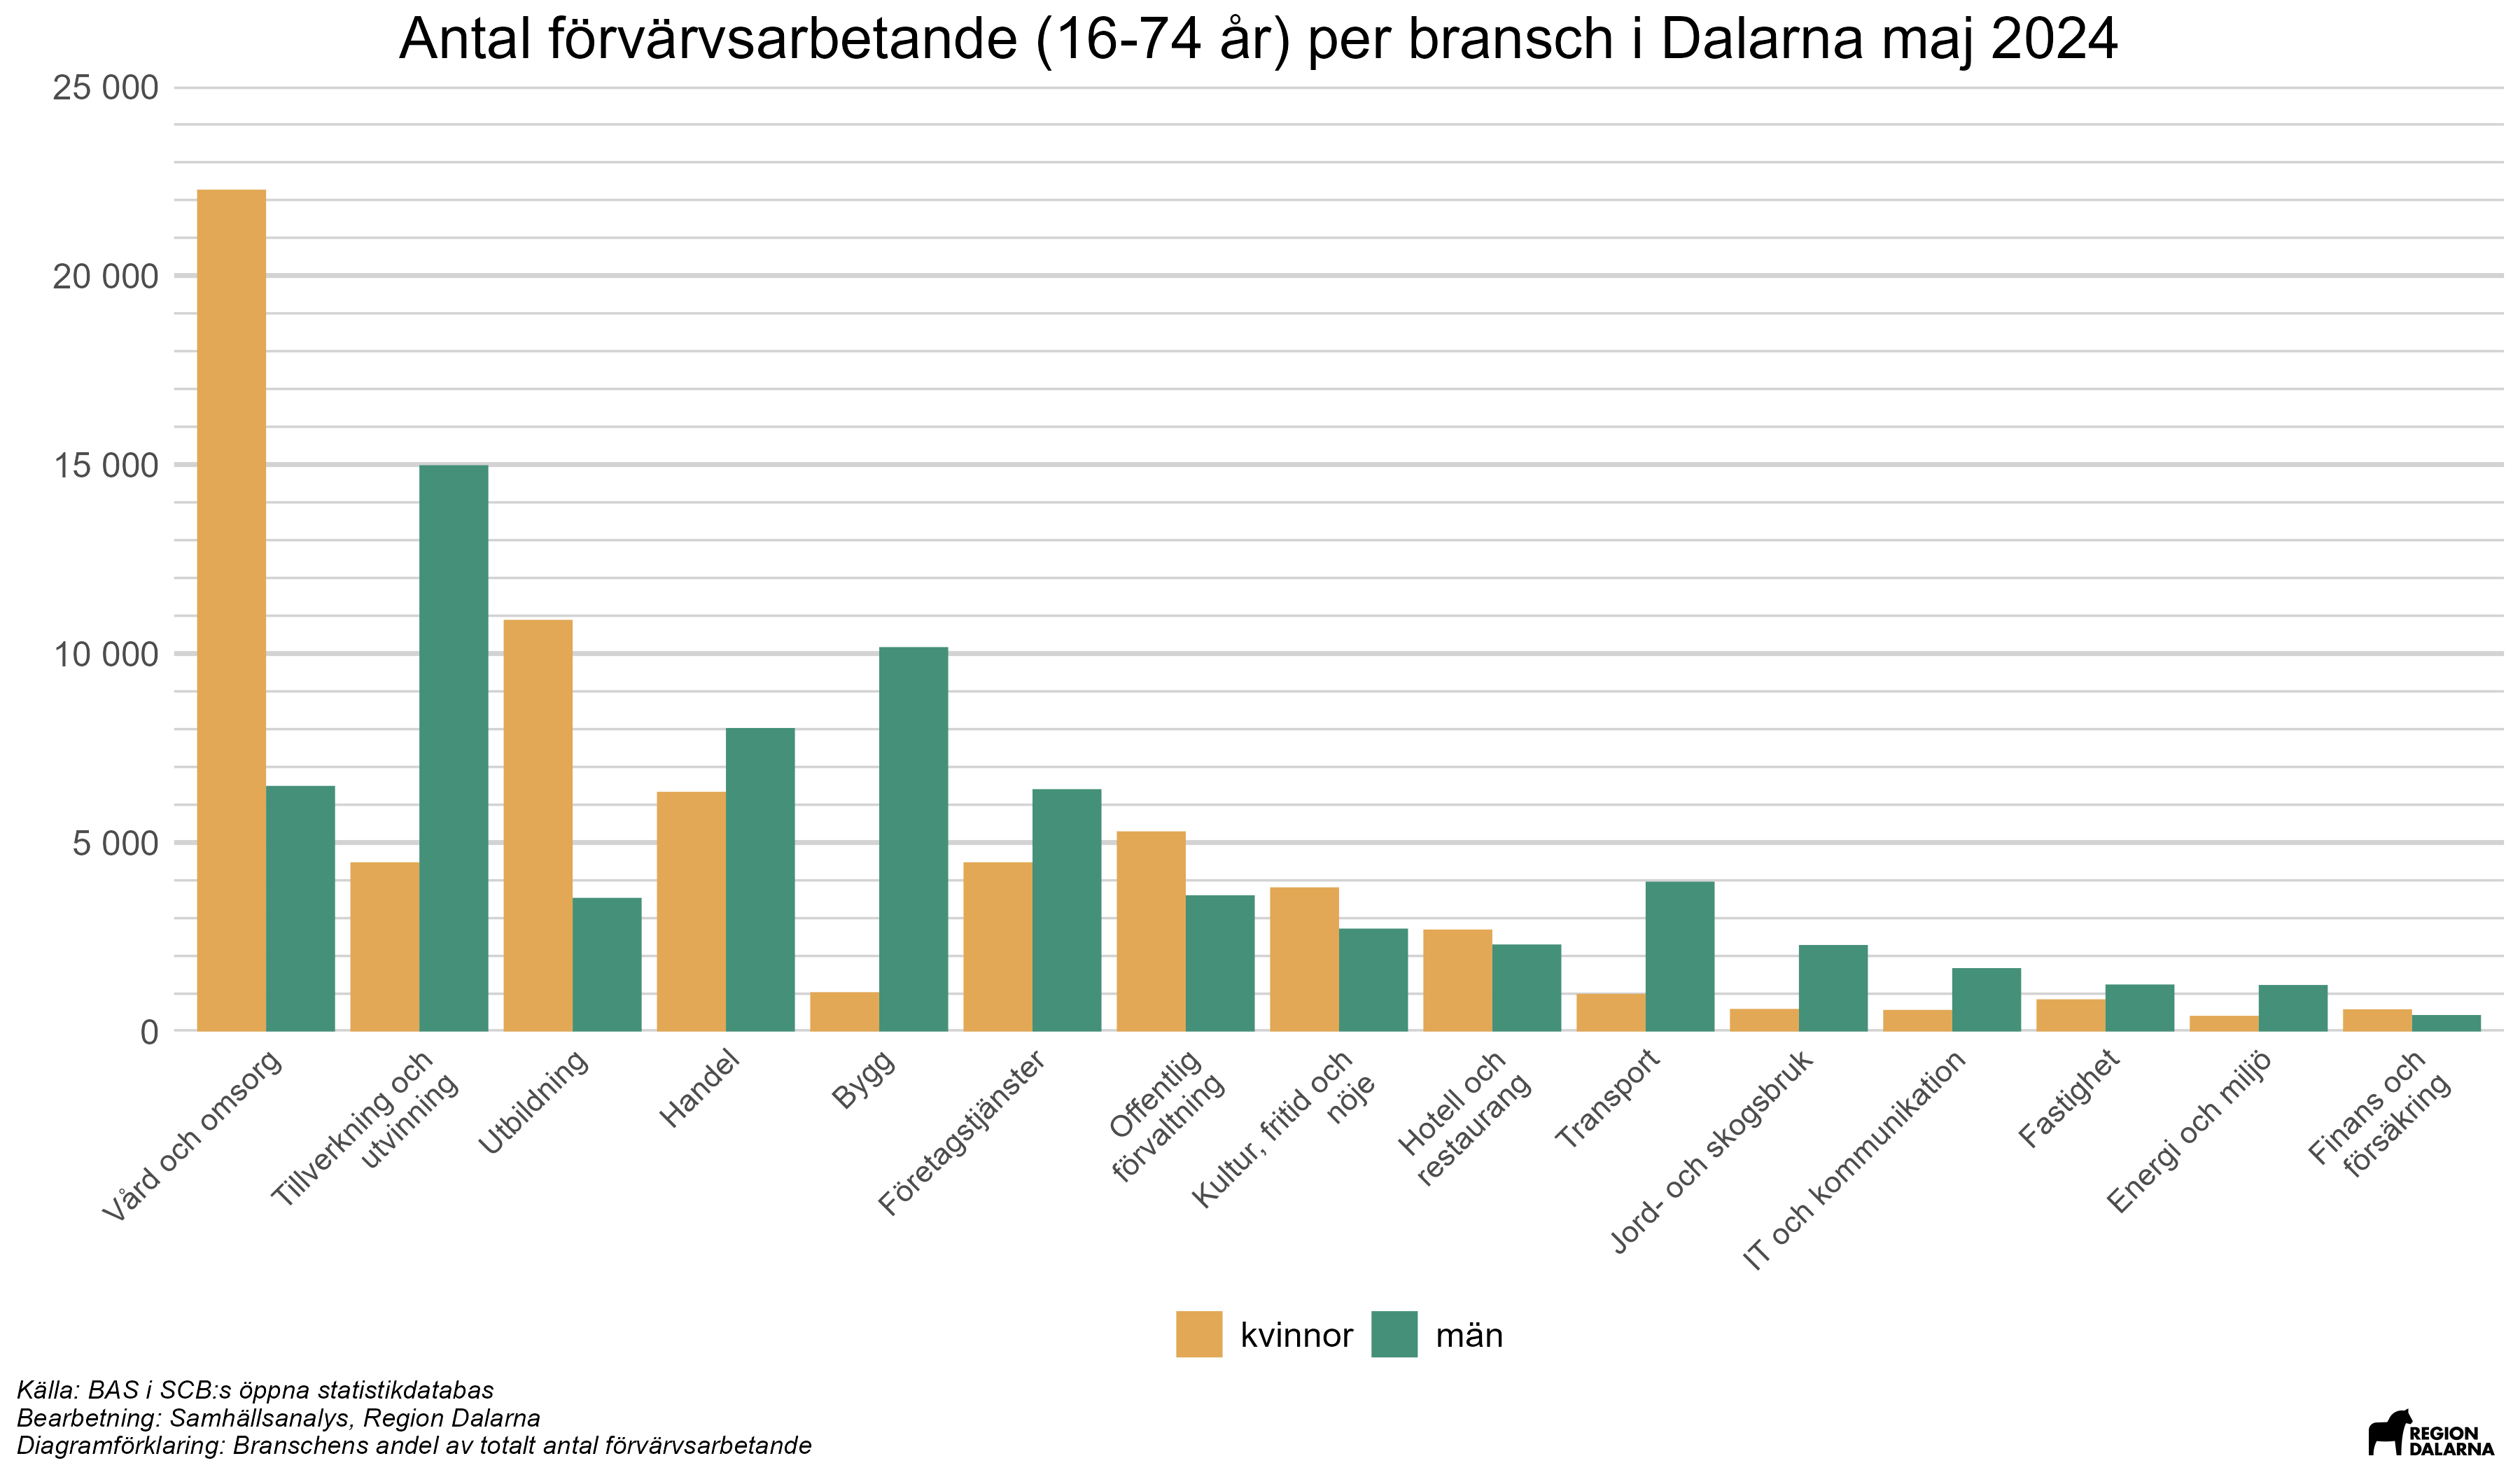 Antal förvärvsarbetande (16-74 år) per bransch i Dalarna maj 2024
25 000
20 000
15 000
10 000
5 000
0
Vård och omsorg
Tillverkning och
utvinning
Utbildning
Handel
Bygg
Företagstjänster
Offentlig
förvaltning
Kultur, fritid och
nöje
Hotell och
restaurang
Transport
Jord- och skogsbruk
IT och kommunikation
Fastighet
Energi och miljö
Finans och
försäkring
kvinnor
män
Källa: BAS i SCB:s öppna statistikdatabas
Bearbetning: Samhällsanalys, Region Dalarna
Diagramförklaring: Branschens andel av totalt antal förvärvsarbetande
REGION
DALARNA